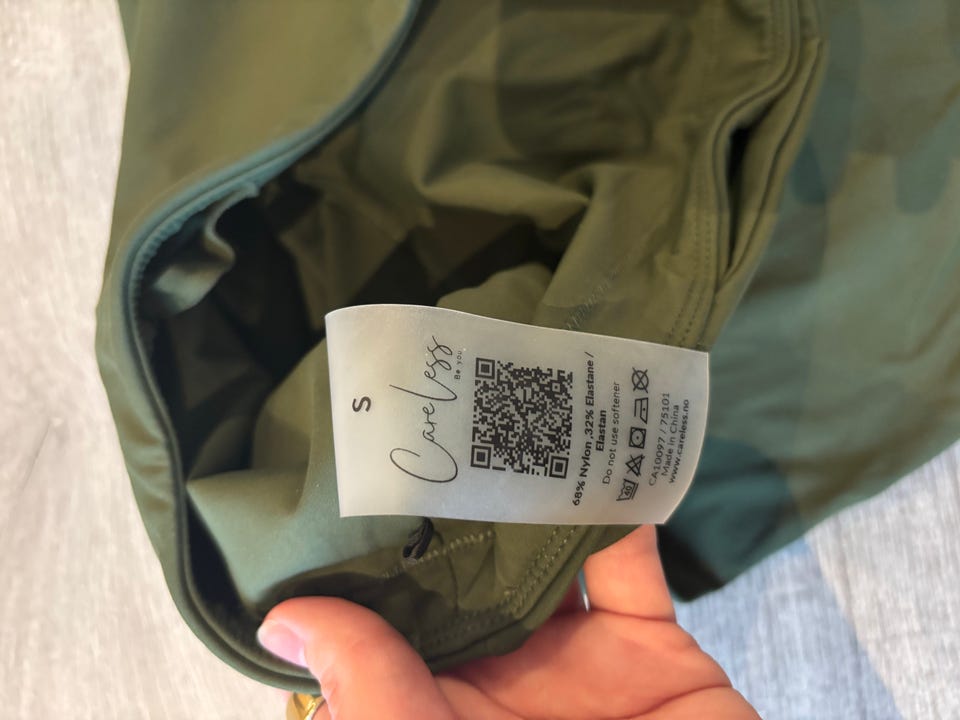 S
CareLess
Be you.
68% Nylon ,32% Elastane /
Elastan
Do not use softener
40
CA10097 / 75101
Made in China
www.careless.no